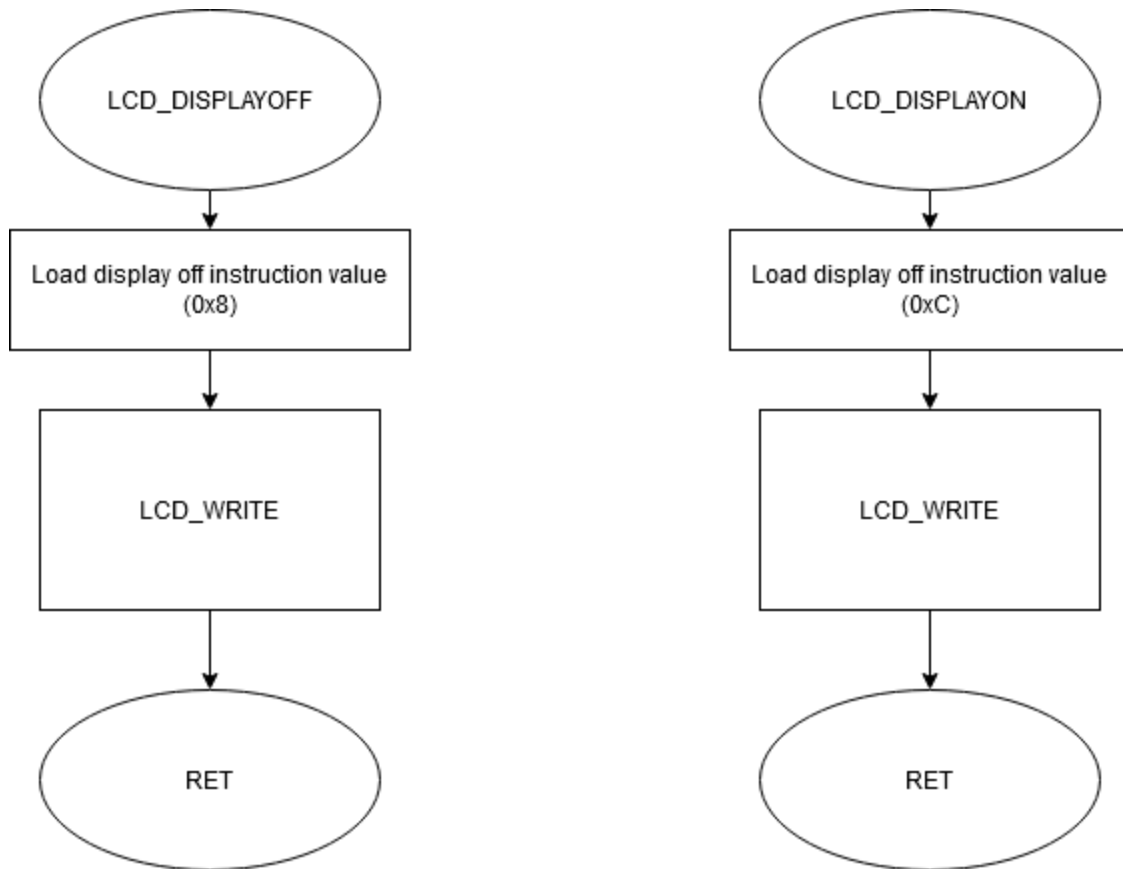 LCD_DISPLAYOFF
Load display off instruction value
(0x8)
LCD_WRITE
RET
LCD_DISPLAYON
Load display off instruction value
(0xC)
LCD_WRITE
RET